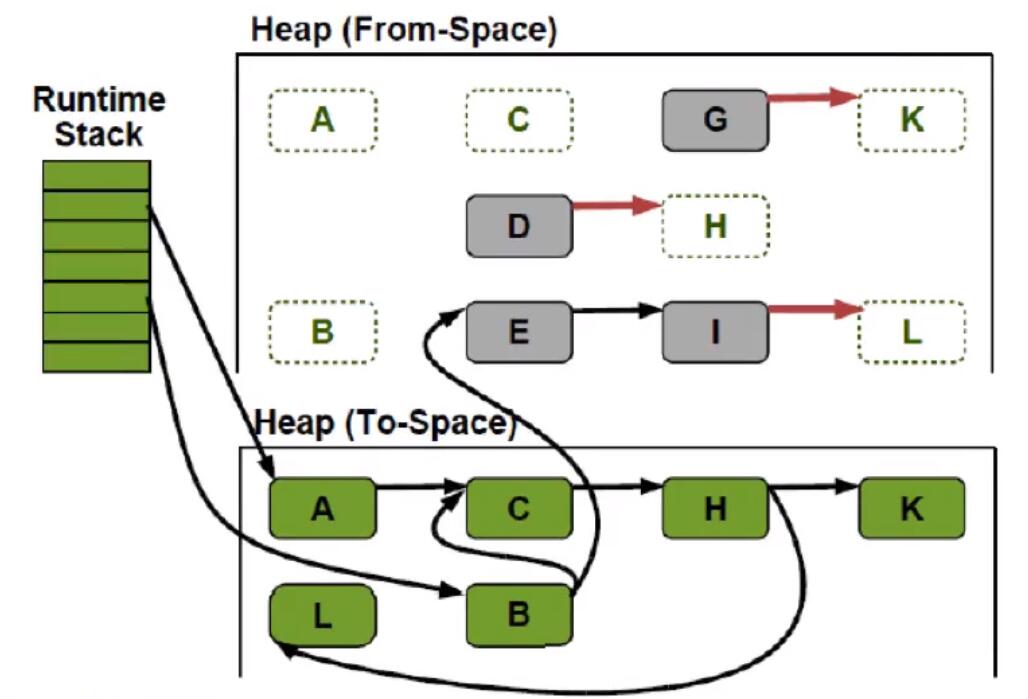 Heap (From-Space)
Runtime
Stack
A
C
G
K
D
H
B
E
I
L
Heap (To-Space)
A
C
H
K
L
B